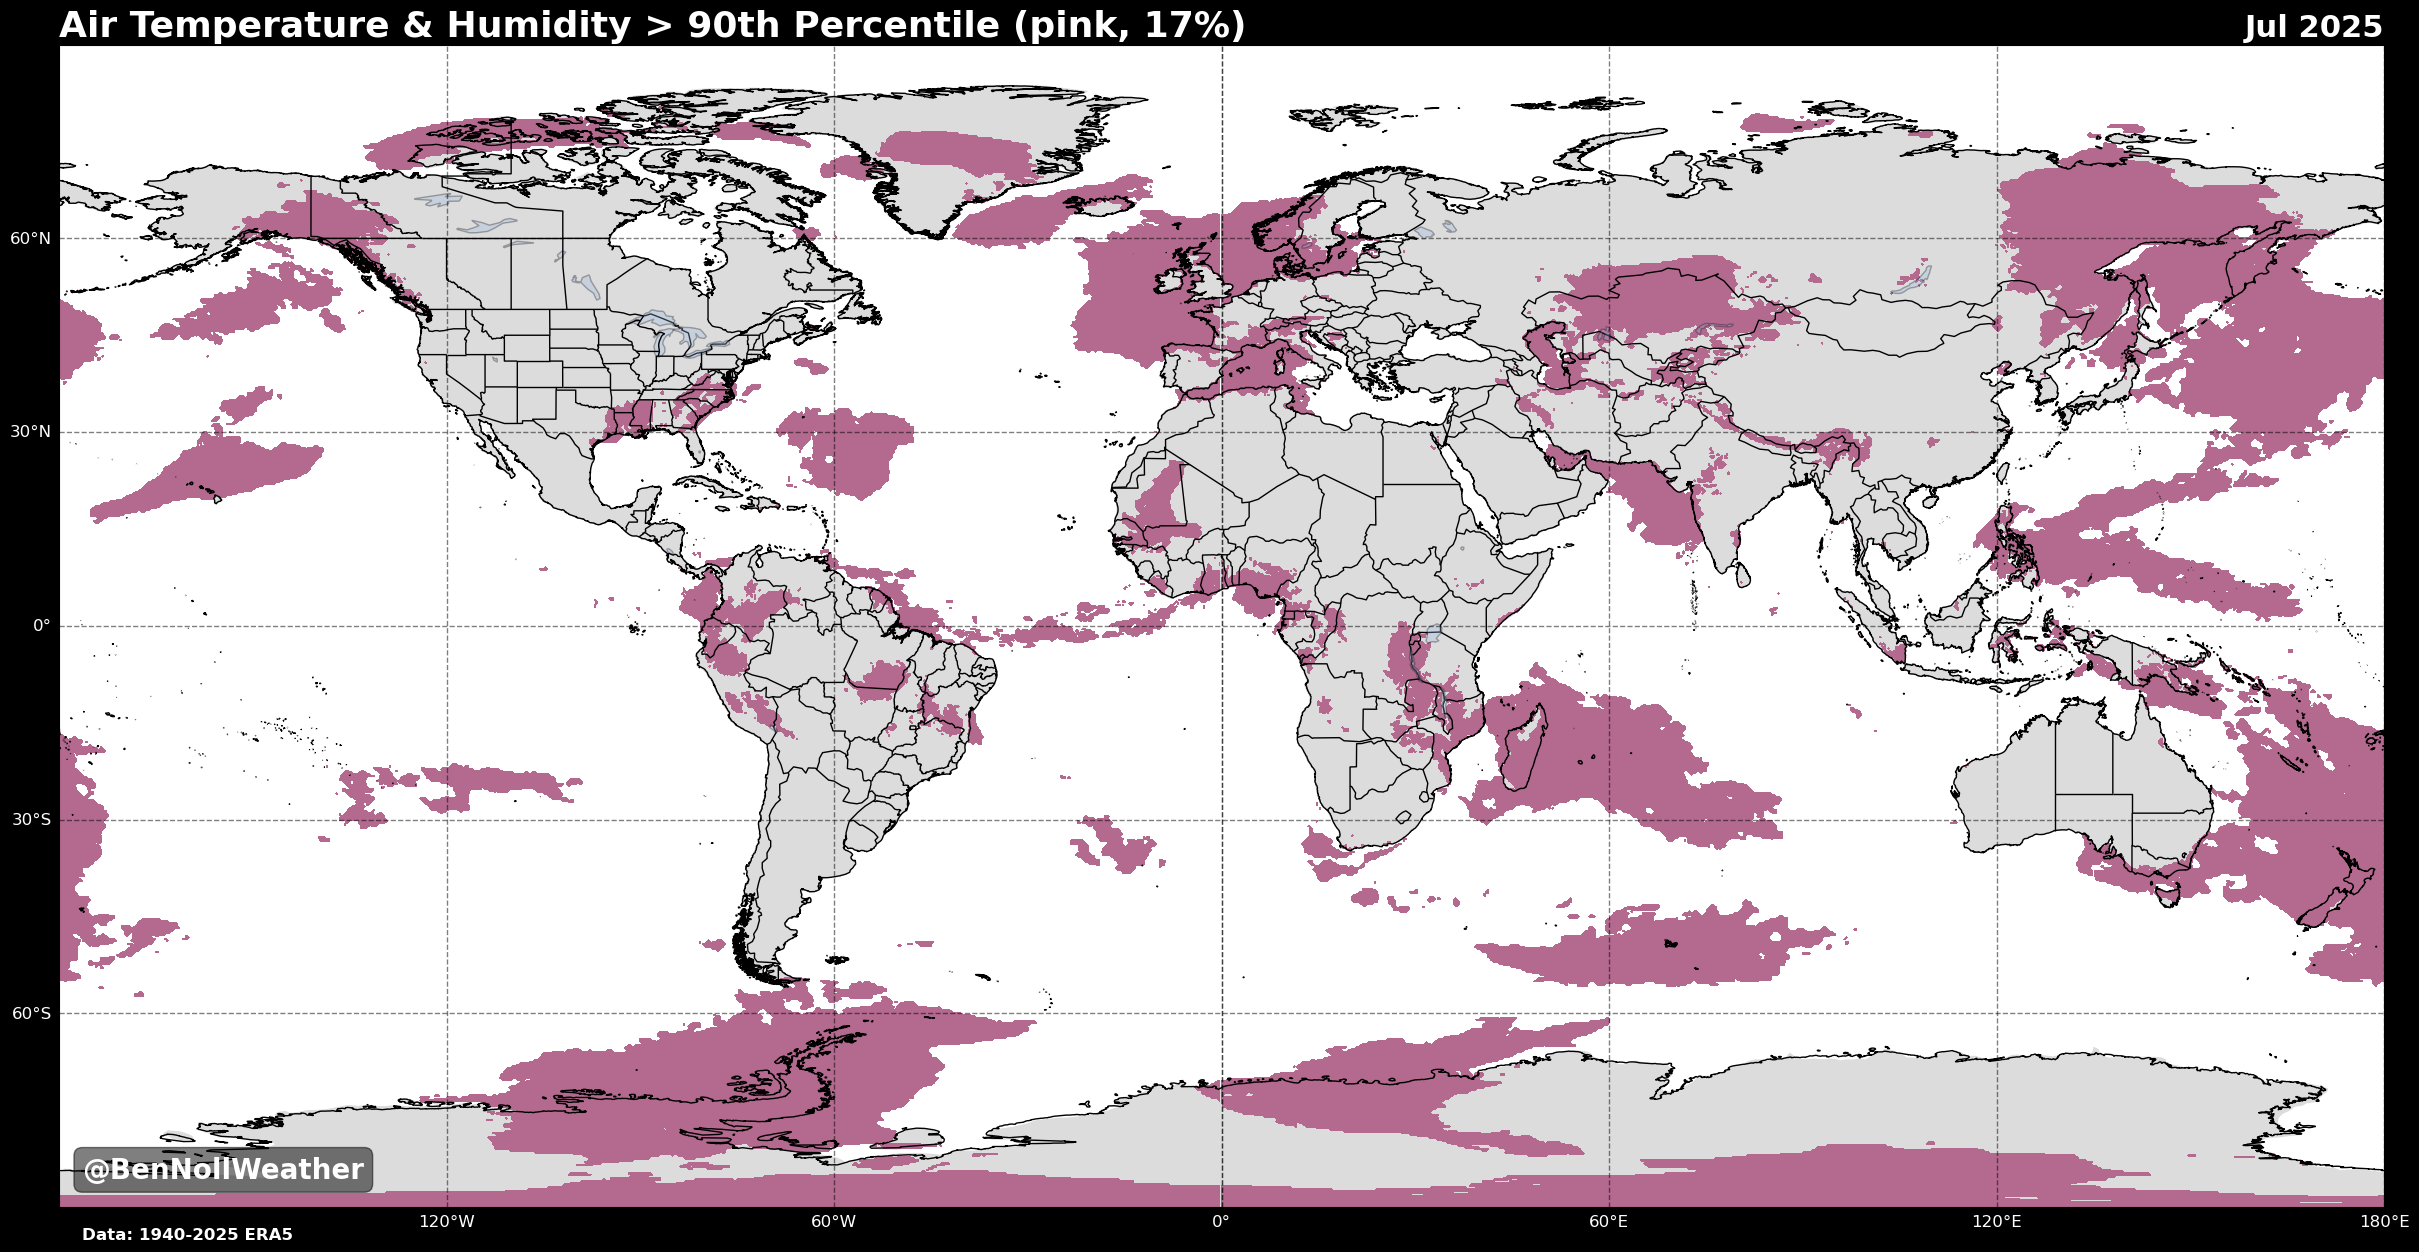 Air Temperature & Humidity > 90th Percentile (pink, 17%)
Jul 2025
60°N
30°N
0°
30°S
60°S
@BenNollWeather
120°W 60°W 0° 60°E 120°E 180°E
Data: 1940-2025 ERA5